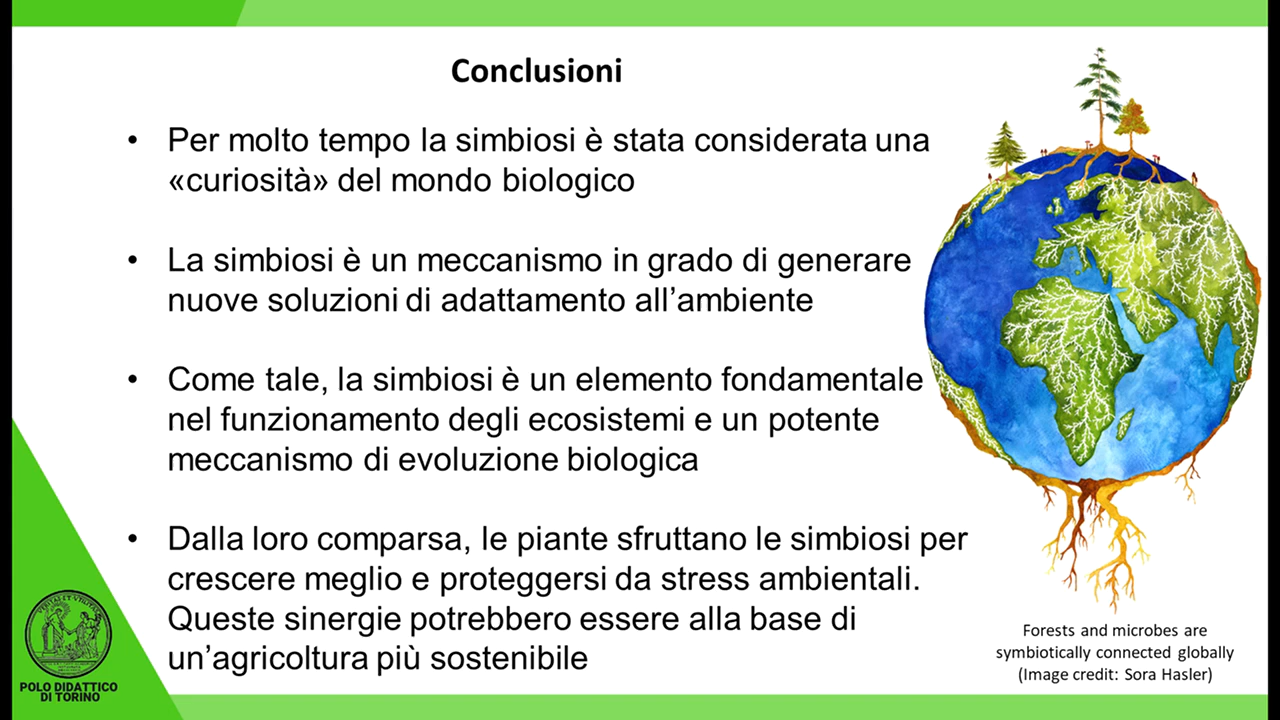 Conclusioni
• Per molto tempo la simbiosi è stata considerata una
«curiosità» del mondo biologico
• La simbiosi è un meccanismo in grado di generare
nuove soluzioni di adattamento all’ambiente
• Come tale, la simbiosi è un elemento fondamentale
nel funzionamento degli ecosistemi e un potente
meccanismo di evoluzione biologica
• Dalla loro comparsa, le piante sfruttano le simbiosi per
crescere meglio e proteggersi da stress ambientali.
Queste sinergie potrebbero essere alla base di
un’agricoltura più sostenibile
Forests and microbes are
symbiotically connected globally
(Image credit: Sora Hasler)
POLO DIDATTICO
DI TORINO